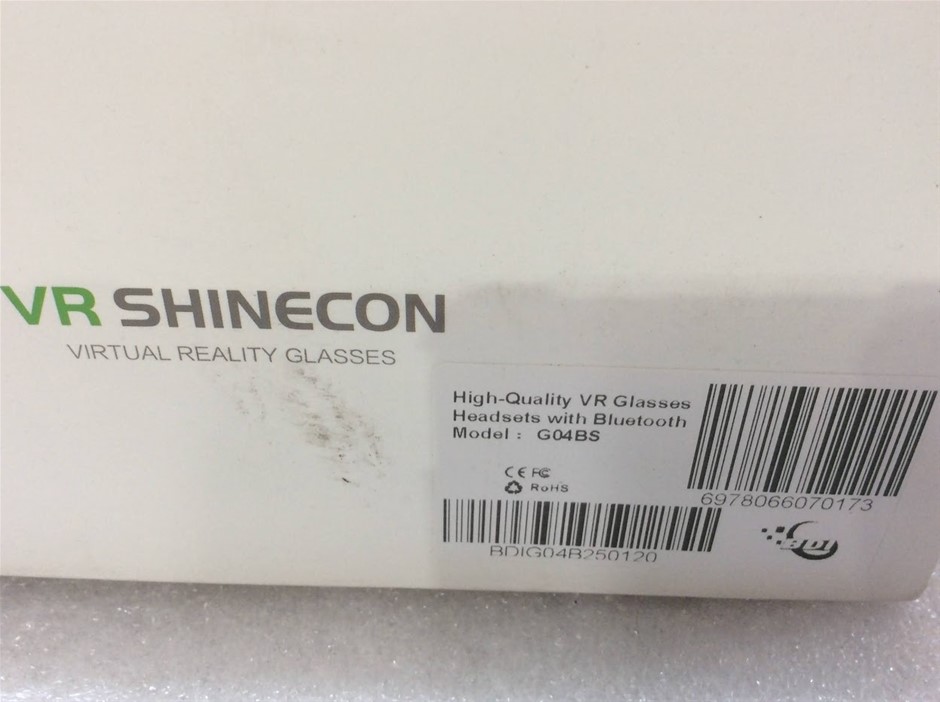 VR SHINECON
VIRTUAL REALITY GLASSES
High-Quality VR Glasses
Headsets with Bluetooth
Model : G04BS
CE FC
RoHS
6978066070173
BDIG04B250120
BDI